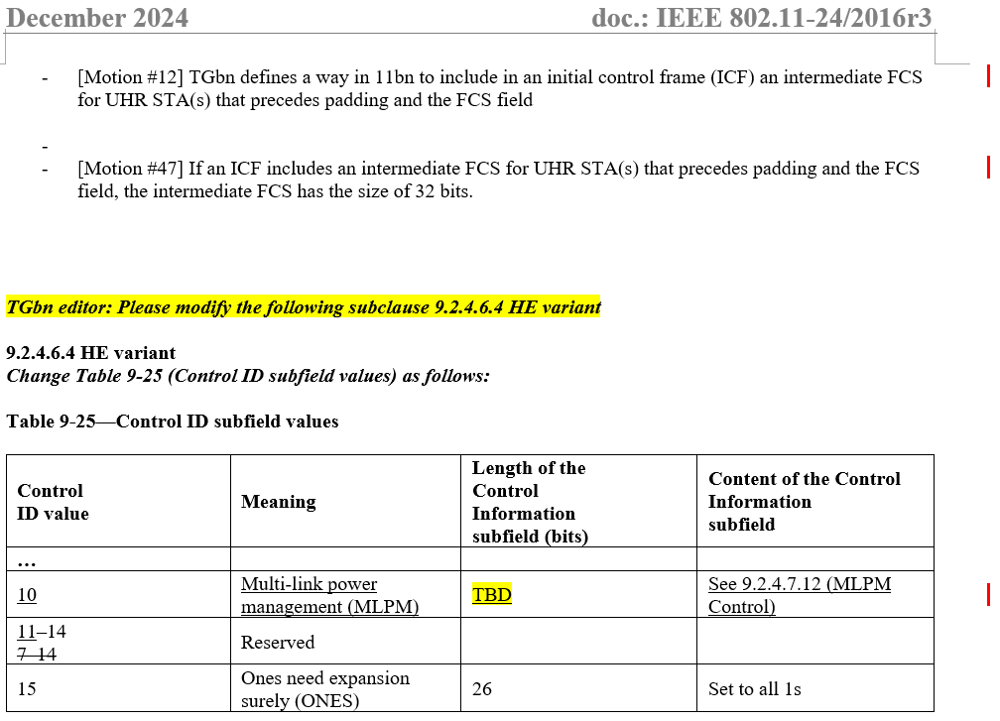 December 2024 doc.: IEEE 802.11-24/2016r3
- [Motion #12] TGbn defines a way in 11bn to include in an initial control frame (ICF) an intermediate FCS
for UHR STA(s) that precedes padding and the FCS field
-
- [Motion #47] If an ICF includes an intermediate FCS for UHR STA(s) that precedes padding and the FCS
field, the intermediate FCS has the size of 32 bits.
TGbn editor: Please modify the following subclause 9.2.4.6.4 HE variant
9.2.4.6.4 HE variant
Change Table 9-25 (Control ID subfield values) as follows:
Table 9-25—Control ID subfield values
Control
ID value
Meaning
Length of the
Control
Information
subfield (bits)
Content of the Control
Information
subfield
...
10
Multi-link power
management (MLPM)
TBD
See 9.2.4.7.12 (MLPM
Control)
11–14
7–14
Reserved
15
Ones need expansion
surely (ONES)
26
Set to all 1s